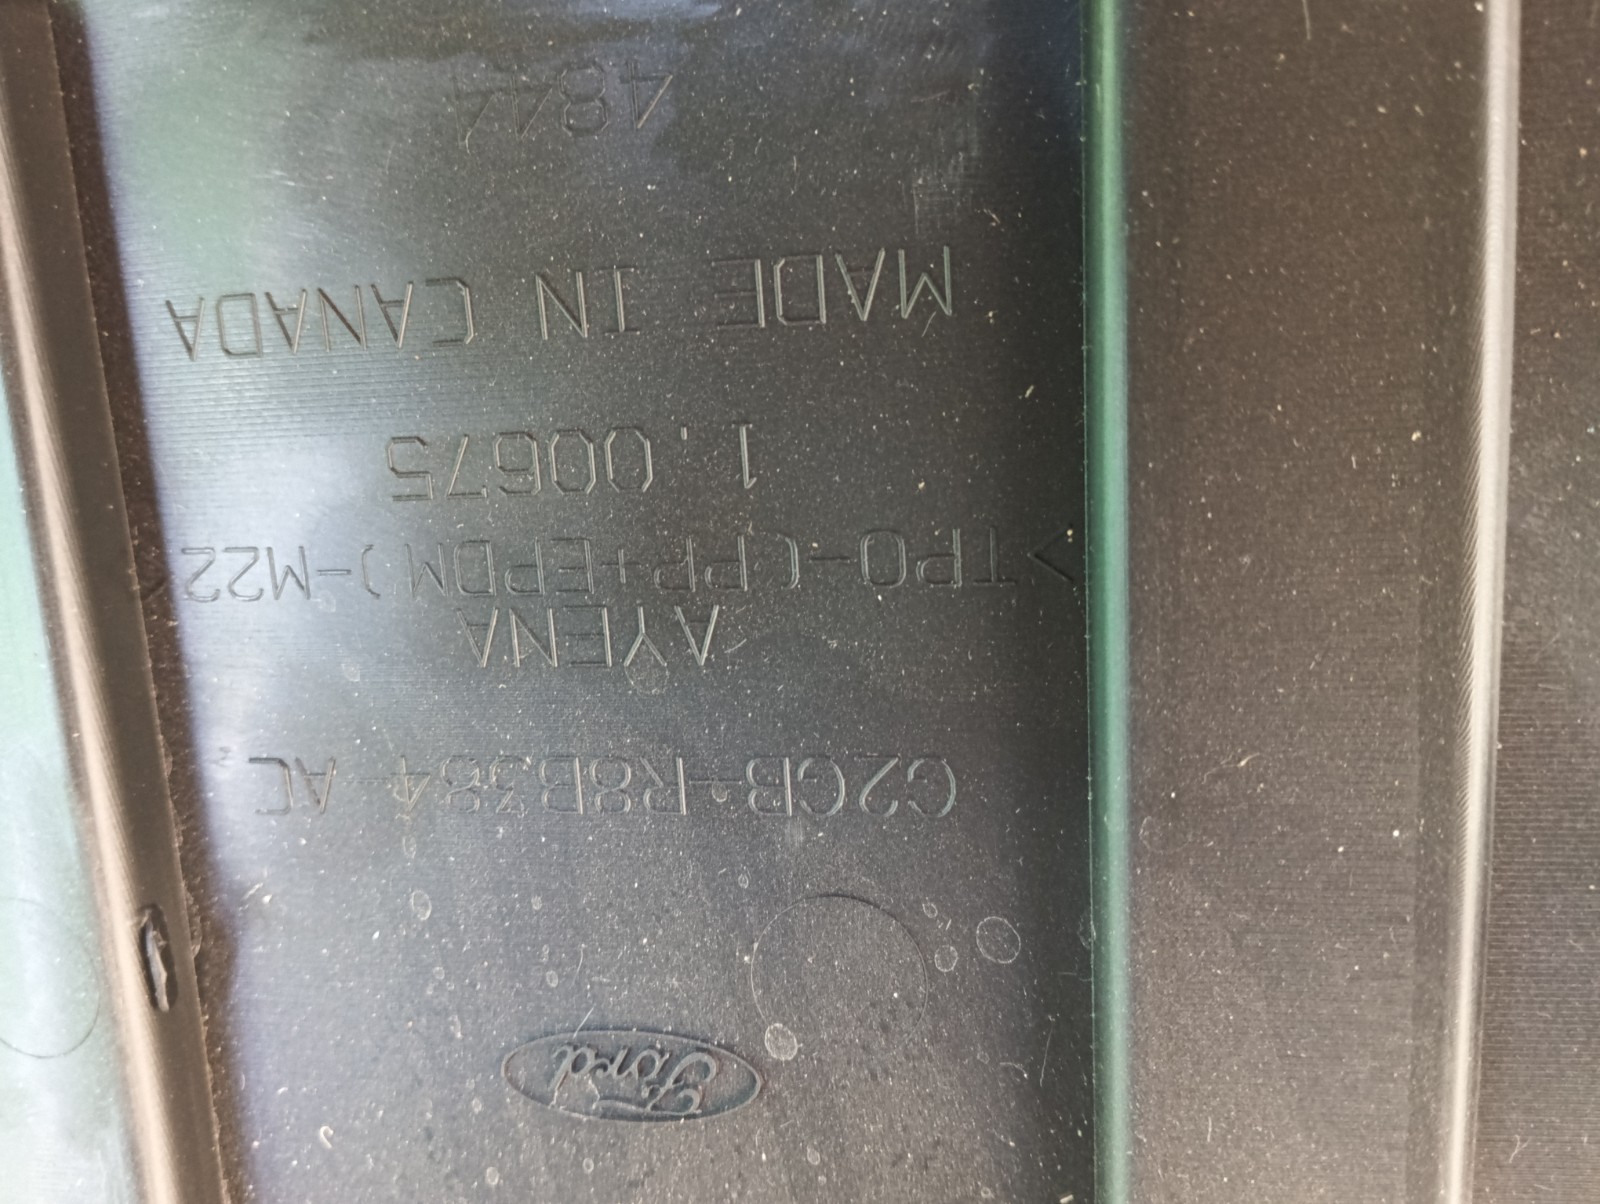 Ford
G2GB-R8B384-AC
AYENA
>TPO-(PP+EPDM)-M22<
1.00675
MADE IN CANADA
4844